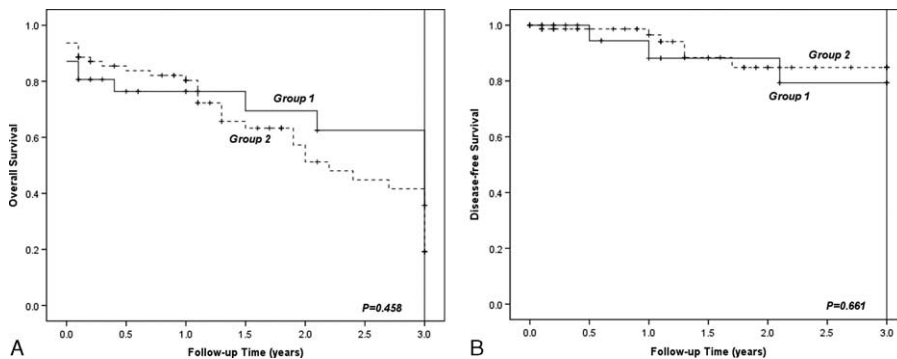 1.0
0.8
0.6
0.4
0.2
0.0
Overall Survival
Group 1
Group 2
P=0.458
0.0 0.5 1.0 1.5 2.0 2.5 3.0
Follow-up Time (years)
A
1.0
0.8
0.6
0.4
0.2
0.0
Disease-free Survival
Group 2
Group 1
P=0.661
0.0 0.5 1.0 1.5 2.0 2.5 3.0
Follow-up Time (years)
B